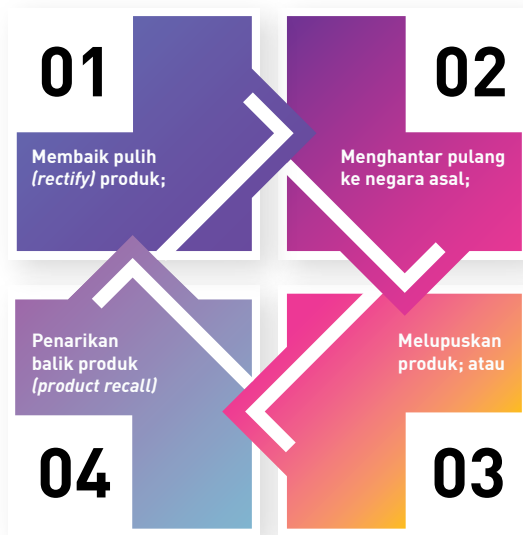 01
Membaik pulih
(rectify) produk;
02
Menghantar pulang
ke negara asal;
03
Melupuskan
produk; atau
04
Penarikan
balik produk
(product recall)